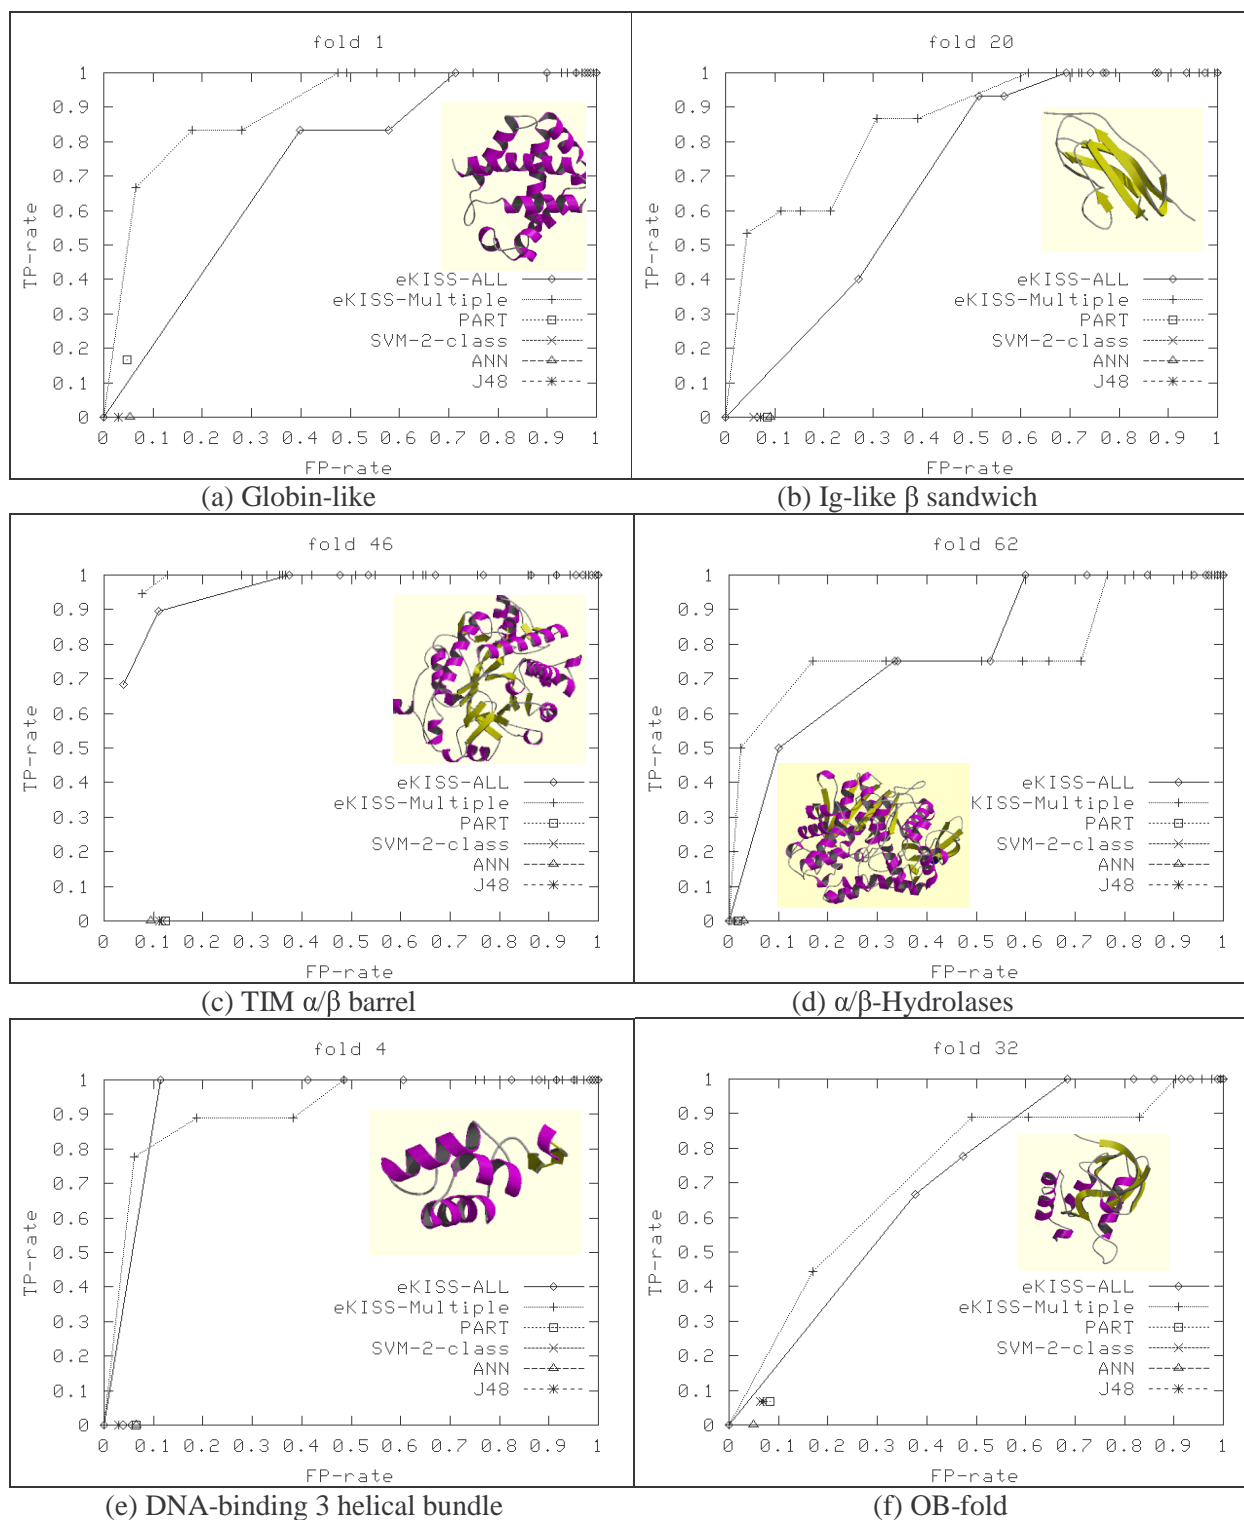 fold 1
1
0.9
0.8
0.7
0.6
0.5
0.4
0.3
0.2
0.1
0
TP-rate
eKISS-ALL
eKISS-Multiple
PART
SVM-2-class
ANN
J48
0 0.1 0.2 0.3 0.4 0.5 0.6 0.7 0.8 0.9 1
FP-rate
(a) Globin-like
fold 20
1
0.9
0.8
0.7
0.6
0.5
0.4
0.3
0.2
0.1
0
TP-rate
eKISS-ALL
eKISS-Multiple
PART
SVM-2-class
ANN
J48
0 0.1 0.2 0.3 0.4 0.5 0.6 0.7 0.8 0.9 1
FP-rate
(b) Ig-like β sandwich
fold 46
1
0.9
0.8
0.7
0.6
0.5
0.4
0.3
0.2
0.1
0
TP-rate
eKISS-ALL
eKISS-Multiple
PART
SVM-2-class
ANN
J48
0 0.1 0.2 0.3 0.4 0.5 0.6 0.7 0.8 0.9 1
FP-rate
(c) TIM α/β barrel
fold 62
1
0.9
0.8
0.7
0.6
0.5
0.4
0.3
0.2
0.1
0
TP-rate
eKISS-ALL
KISS-Multiple
PART
SVM-2-class
ANN
J48
0 0.1 0.2 0.3 0.4 0.5 0.6 0.7 0.8 0.9 1
FP-rate
(d) α/β-Hydrolases
fold 4
1
0.9
0.8
0.7
0.6
0.5
0.4
0.3
0.2
0.1
0
TP-rate
eKISS-ALL
eKISS-Multiple
PART
SVM-2-class
ANN
J48
0 0.1 0.2 0.3 0.4 0.5 0.6 0.7 0.8 0.9 1
FP-rate
(e) DNA-binding 3 helical bundle
fold 32
1
0.9
0.8
0.7
0.6
0.5
0.4
0.3
0.2
0.1
0
TP-rate
eKISS-ALL
eKISS-Multiple
PART
SVM-2-class
ANN
J48
0 0.1 0.2 0.3 0.4 0.5 0.6 0.7 0.8 0.9 1
FP-rate
(f) OB-fold